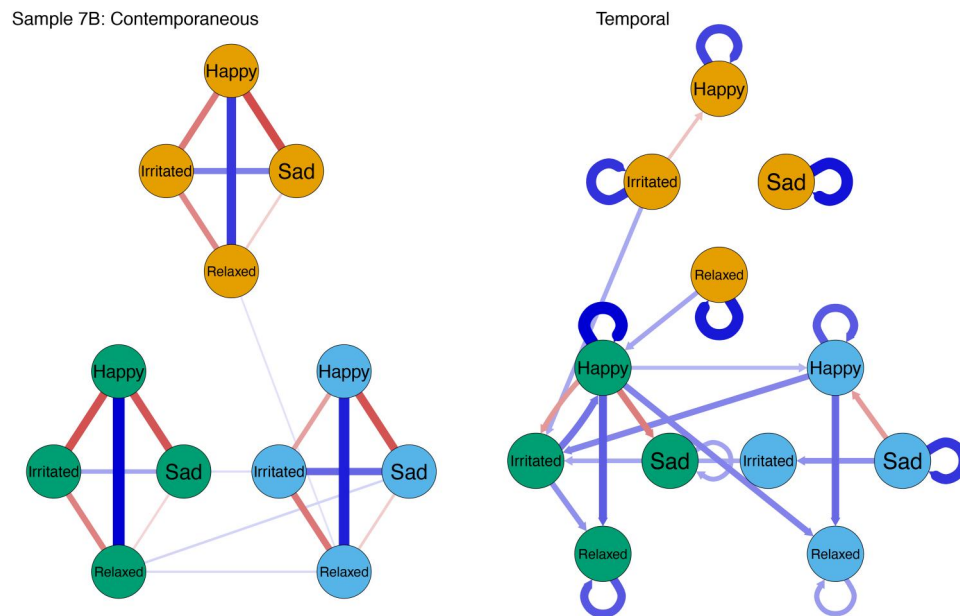 Sample 7B: Contemporaneous
Happy
Irritated
Sad
Relaxed
Happy
Irritated
Sad
Relaxed
Happy
Irritated
Sad
Relaxed
Temporal
Happy
Irritated
Sad
Relaxed
Happy
Irritated
Sad
Relaxed
Happy
Irritated
Sad
Relaxed